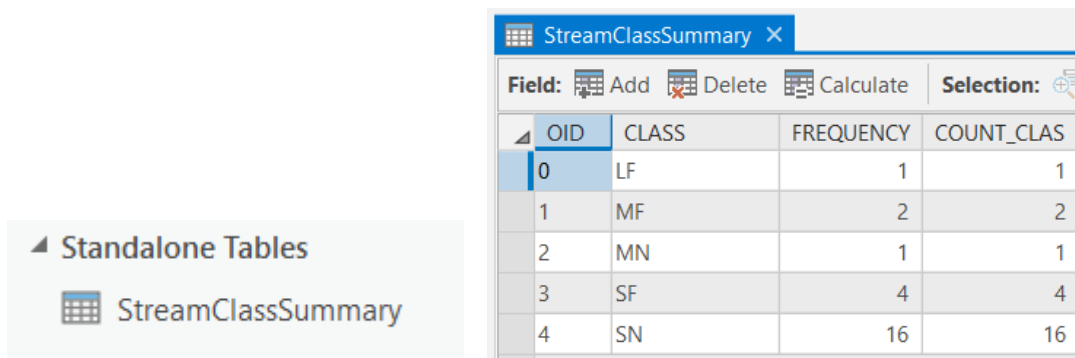 Standalone Tables
StreamClassSummary
StreamClassSummary
Field: Add Delete Calculate Selection:
OID CLASS FREQUENCY COUNT_CLAS
0 LF 1 1
1 MF 2 2
2 MN 1 1
3 SF 4 4
4 SN 16 16